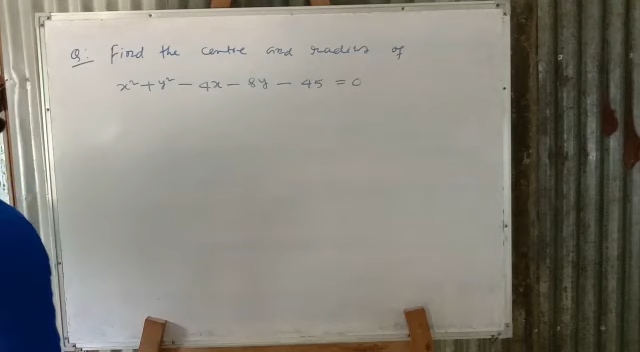 Q: Find the centre and radius of
x² + y² - 4x - 8y - 45 = 0